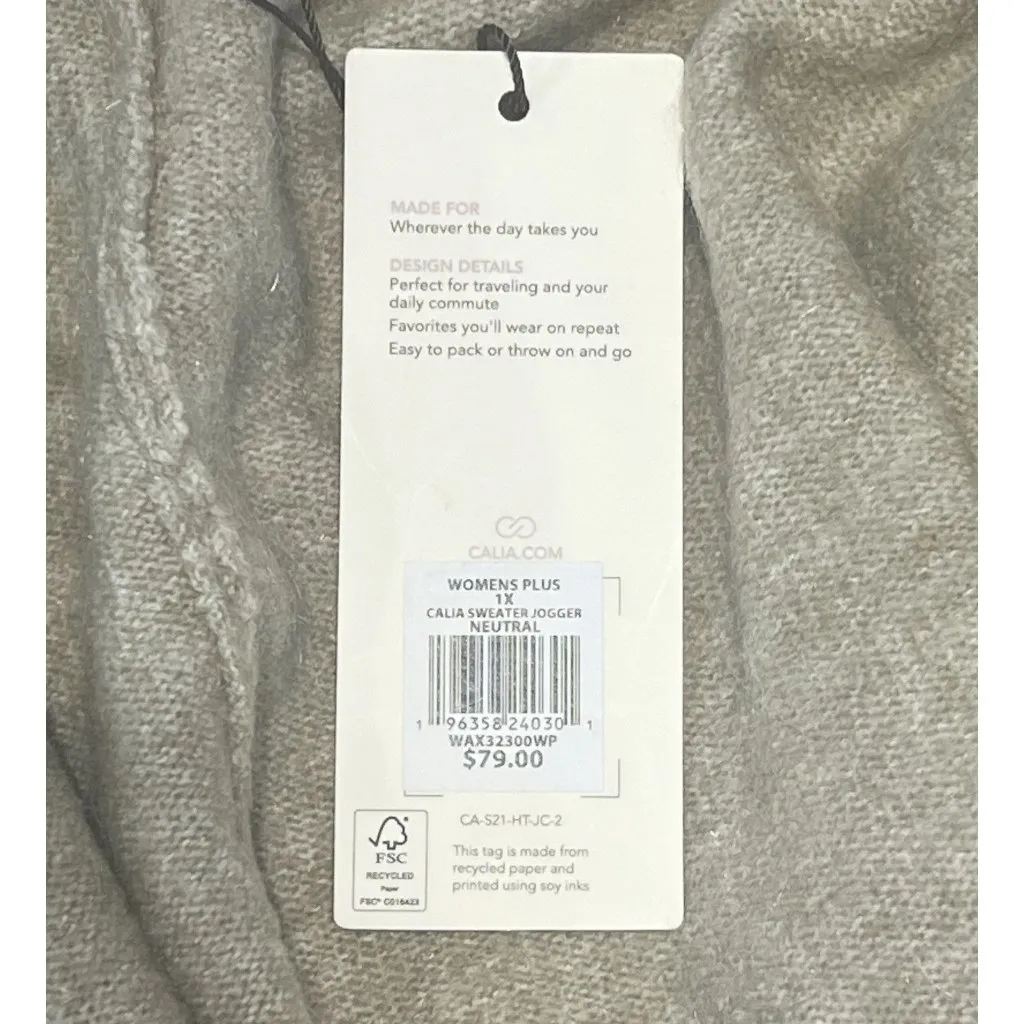 MADE FOR
Wherever the day takes you
DESIGN DETAILS
Perfect for traveling and your
daily commute
Favorites you'll wear on repeat
Easy to pack or throw on and go
CALIA.COM
WOMENS PLUS
1X
CALIA SWEATER JOGGER
NEUTRAL
1 96358 24030 1
WAX32300WP
$79.00
CA-S21-HT-JC-2
FSC
RECYCLED
Paper
FSC® C016423
This tag is made from
recycled paper and
printed using soy inks